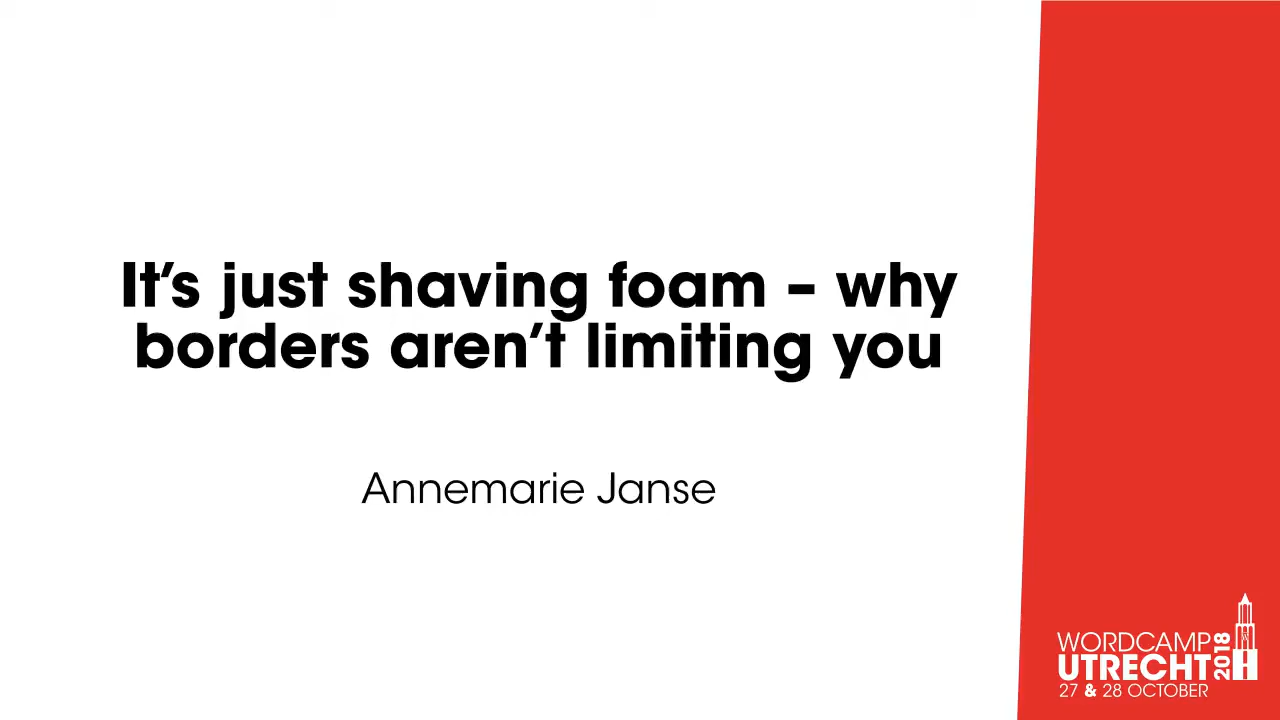 It's just shaving foam – why
borders aren't limiting you
Annemarie Janse
WORDCAMP
UTRECHT 2018
27 & 28 OCTOBER